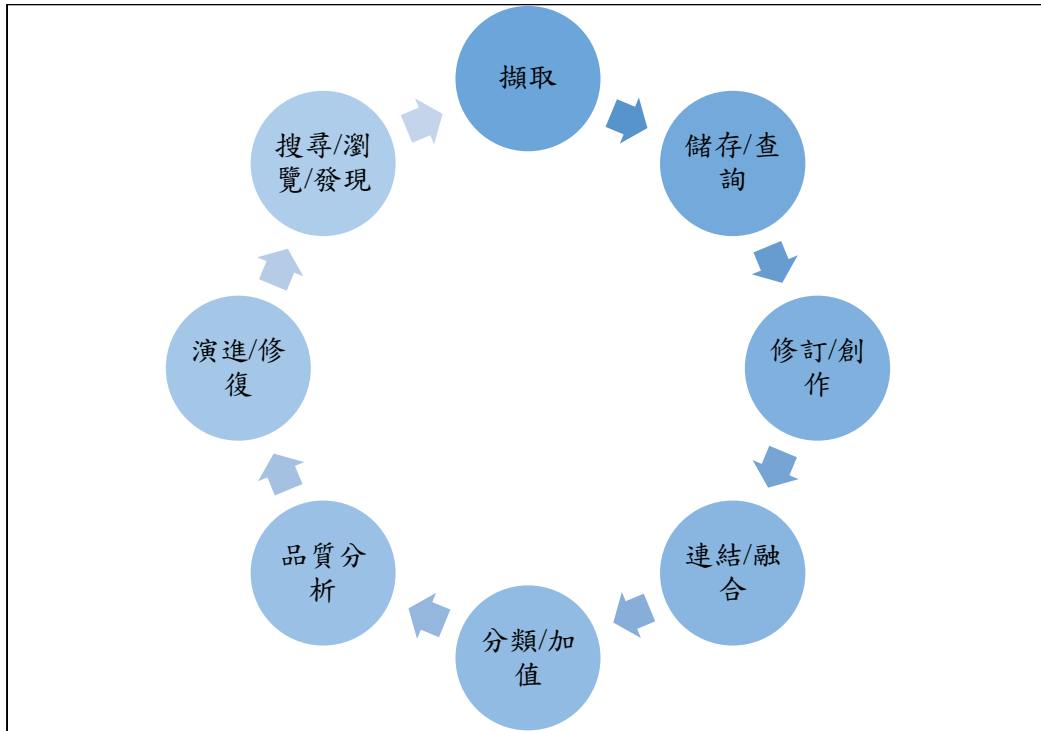 擷取
儲存/查
詢
修訂/創
作
連結/融
合
分類/加
值
品質分
析
演進/修
復
搜尋/瀏
覽/發現